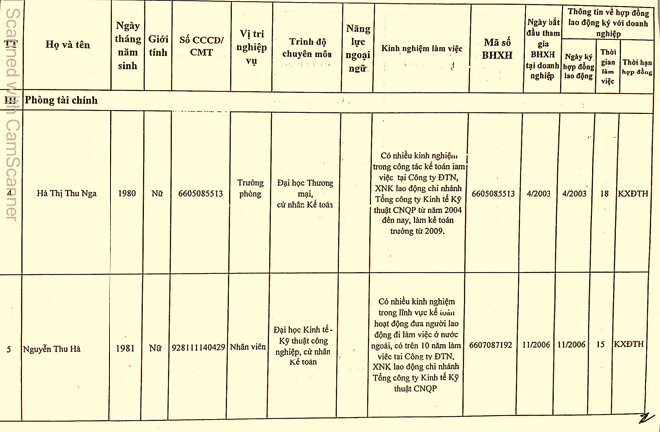 Scanned with CamScanner
TT
Họ và tên
Ngày
tháng
năm
sinh
Giới
tính
Số CCCD/
CMT
Vị trí
nghiệp
vụ
Trình độ
chuyên môn
Năng
lực
ngoại
ngữ
Kinh nghiệm làm việc
Mã số
BHXH
Ngày bắt
đầu tham
gia
BHXH
tại doanh
nghiệp
Thông tin về hợp đồng
lao động ký với doanh
nghiệp
Ngày ký
hợp đồng
lao động
Thời
gian
làm
việc
Thời hạn
hợp đồng
III
Phòng tài chính
4
Hà Thị Thu Nga
1980
Nữ
6605085513
Trưởng
phòng
Đại học Thương
mại,
cử nhân Kế toán
Có nhiều kinh nghiệm
trong công tác kế toán làm
việc tại Công ty ĐTN,
XNK lao động chi nhánh
Tổng công ty Kinh tế Kỹ
thuật CNQP từ năm 2004
đến nay, làm kế toán
trưởng từ 2009.
6605085513
4/2003
4/2003
18
KXĐTH
5
Nguyễn Thu Hà
1981
Nữ
928111140429
Nhân viên
Đại học Kinh tế -
Kỹ thuật công
nghiệp, cử nhân
Kế toán
Có nhiều kinh nghiệm
trong lĩnh vực kế toán
hoạt động đưa người lao
động đi làm việc ở nước
ngoài, có trên 10 năm làm
việc tại Công ty ĐTN,
XNK lao động chi nhánh
Tổng công ty Kinh tế Kỹ
thuật CNQP
6607087192
11/2006
11/2006
15
KXĐTH